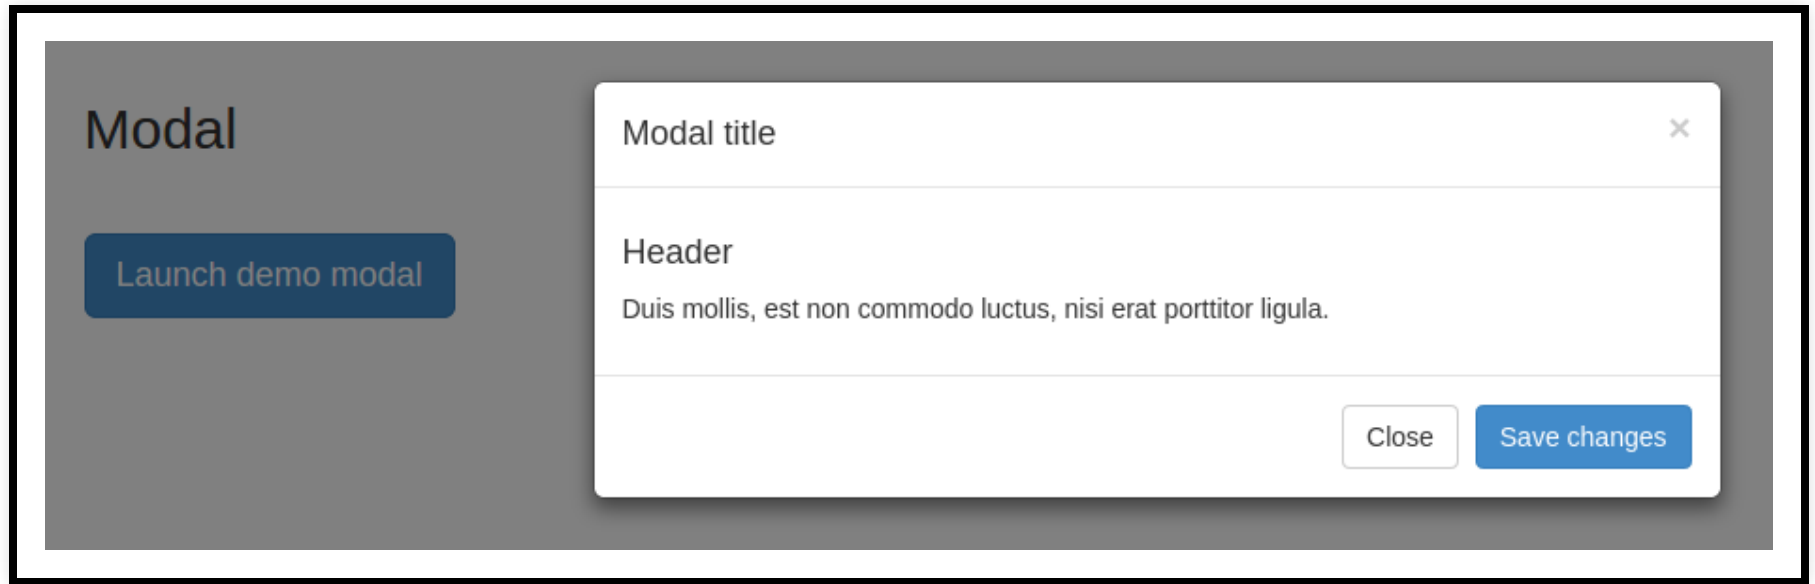 Modal
Launch demo modal
Modal title
×
Header
Duis mollis, est non commodo luctus, nisi erat porttitor ligula.
Close
Save changes